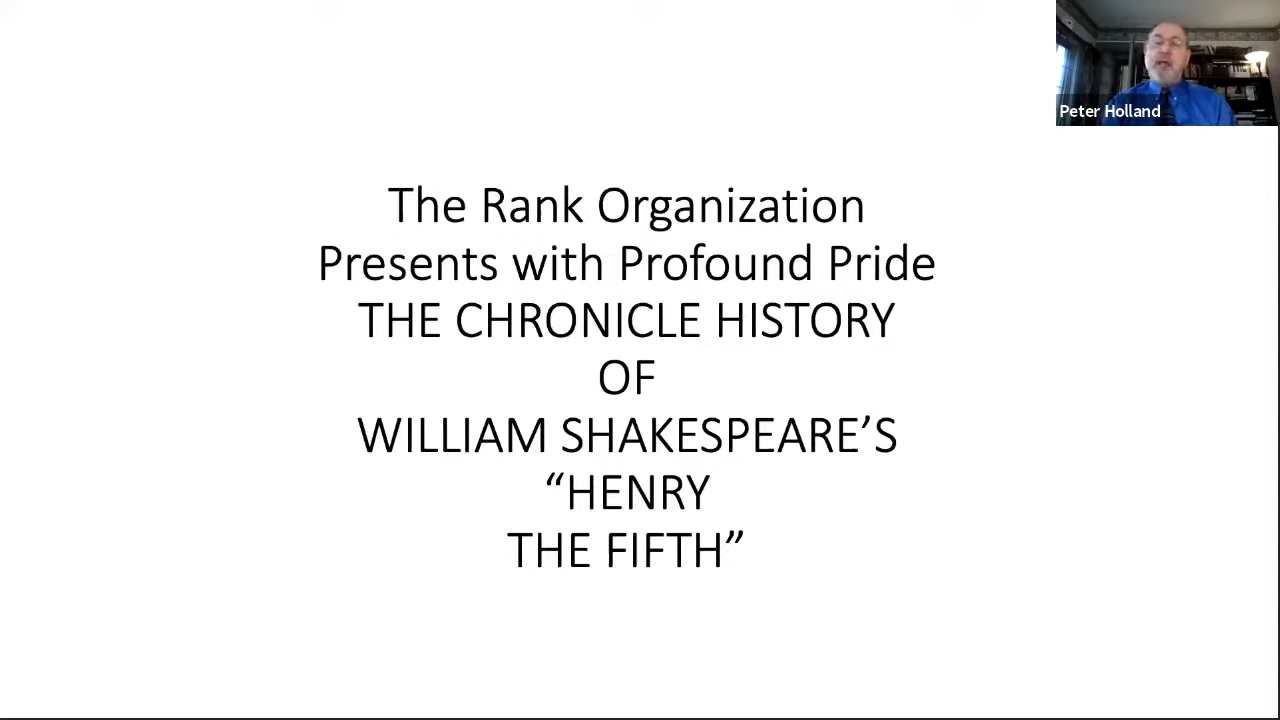 Peter Holland
The Rank Organization
Presents with Profound Pride
THE CHRONICLE HISTORY
OF
WILLIAM SHAKESPEARE’S
“HENRY
THE FIFTH”